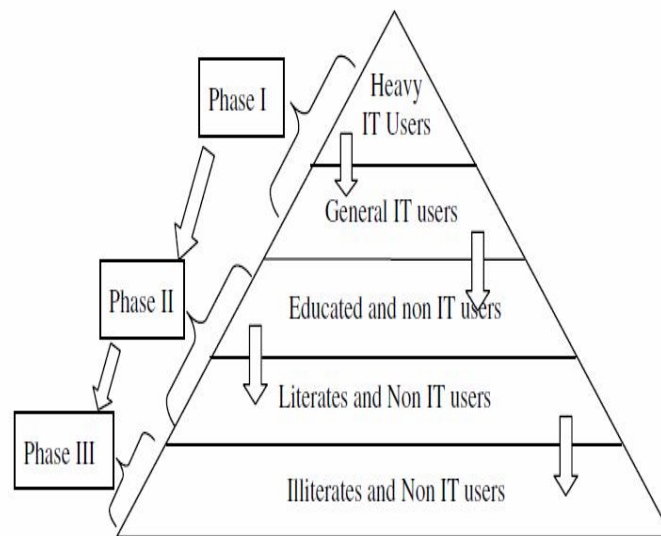 Heavy
IT Users
Phase I
General IT users
Phase II
Educated and non IT users
Literates and Non IT users
Phase III
Illiterates and Non IT users